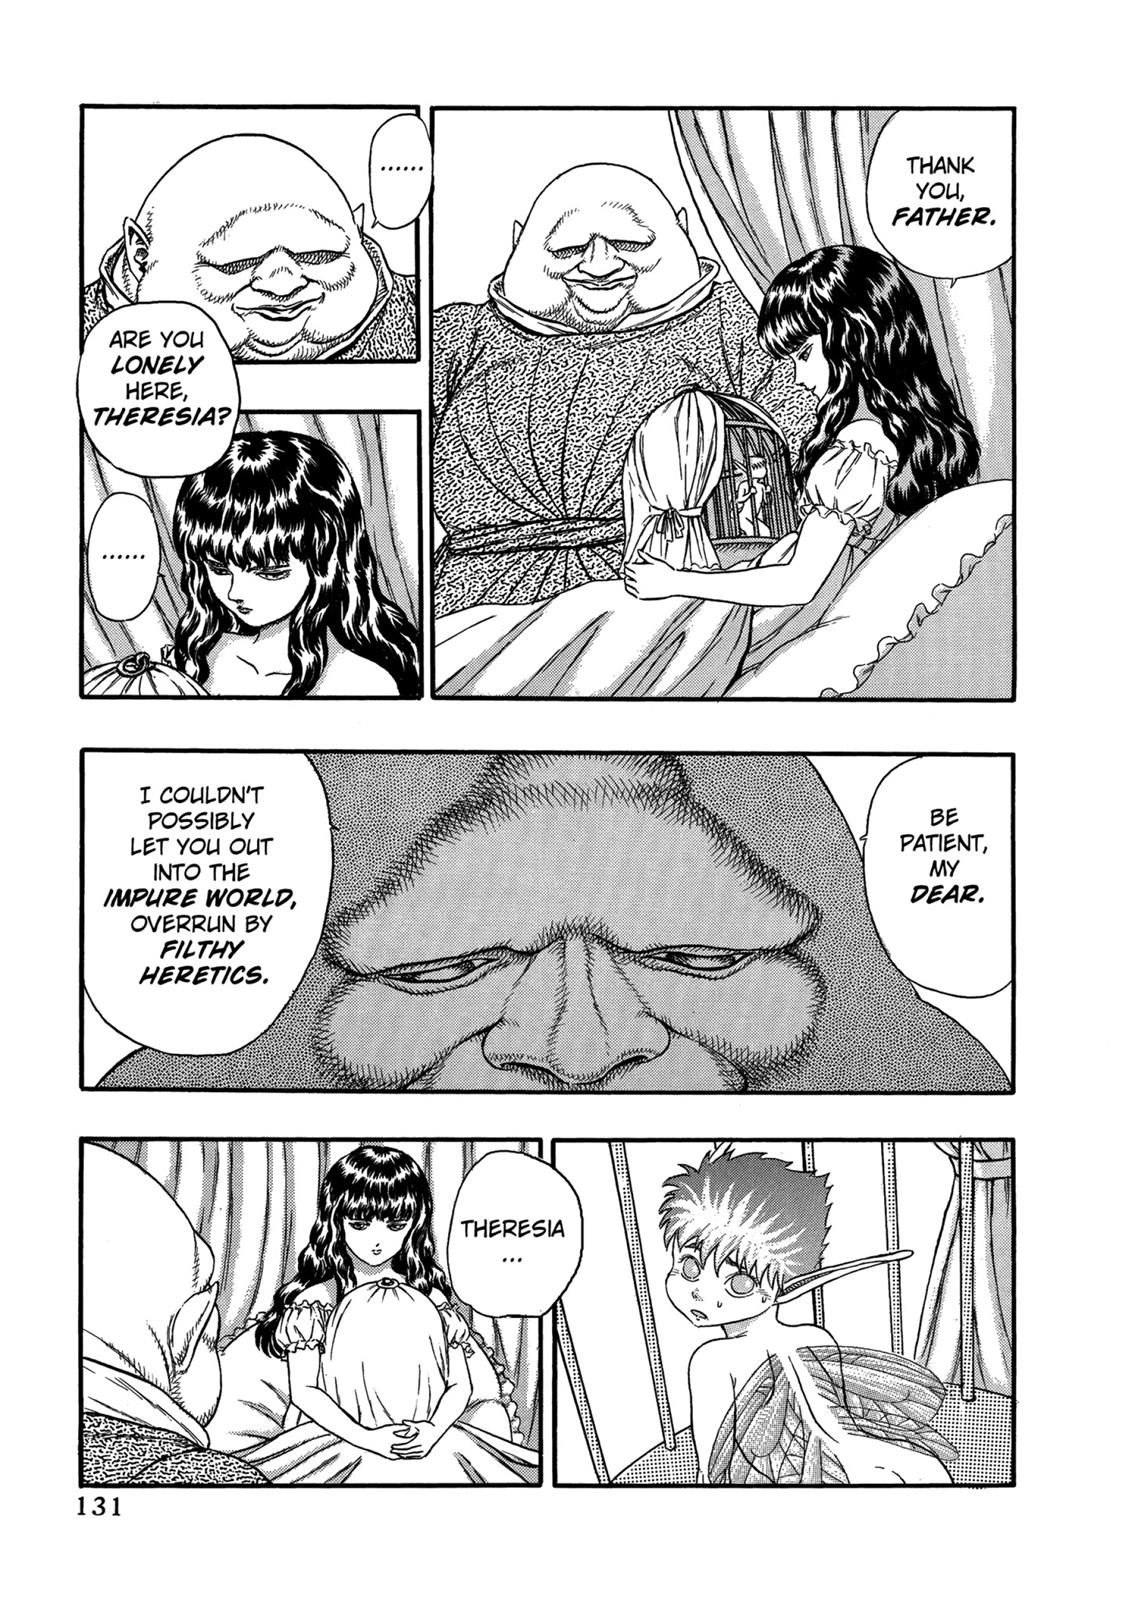 THANK
YOU,
FATHER.
......
ARE YOU
LONELY
HERE,
THERESIA?
......
BE
PATIENT,
MY
DEAR.
I COULDN'T
POSSIBLY
LET YOU OUT
INTO THE
IMPURE WORLD,
OVERRUN BY
FILTHY
HERETICS.
THERESIA
...
131